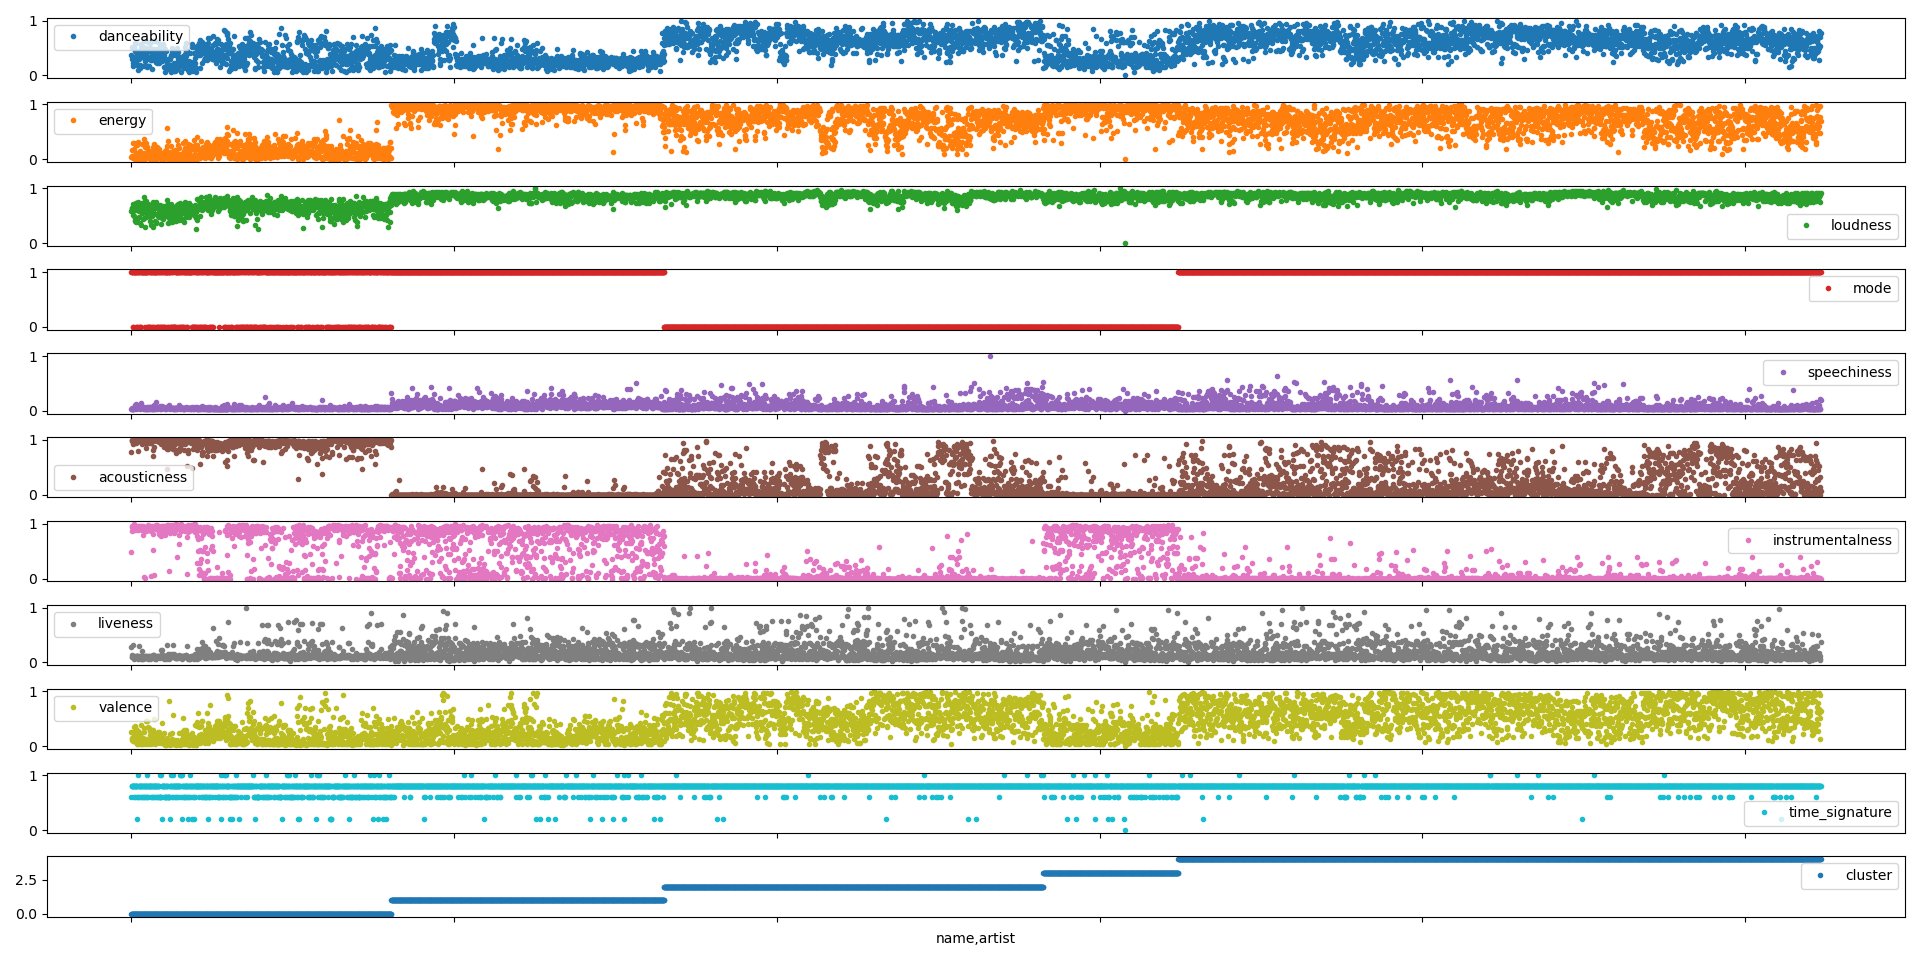 1
danceability
0
1
energy
0
1
0
loudness
1
mode
0
1
speechiness
0
1
acousticness
0
1
instrumentalness
0
1
liveness
0
1
valence
0
1
time_signature
0
2.5
cluster
0.0
name,artist